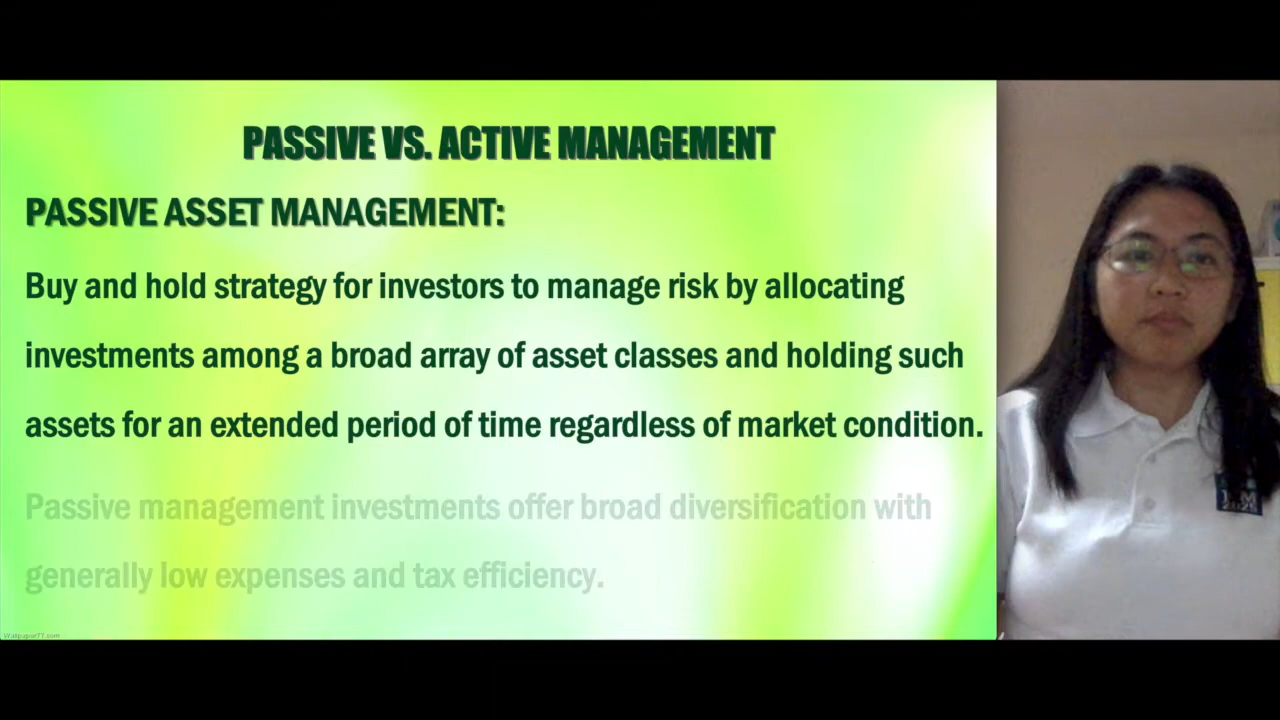 PASSIVE VS. ACTIVE MANAGEMENT
PASSIVE ASSET MANAGEMENT:
Buy and hold strategy for investors to manage risk by allocating
investments among a broad array of asset classes and holding such
assets for an extended period of time regardless of market condition.
Passive management investments offer broad diversification with
generally low expenses and tax efficiency.
Wallpaper77.com